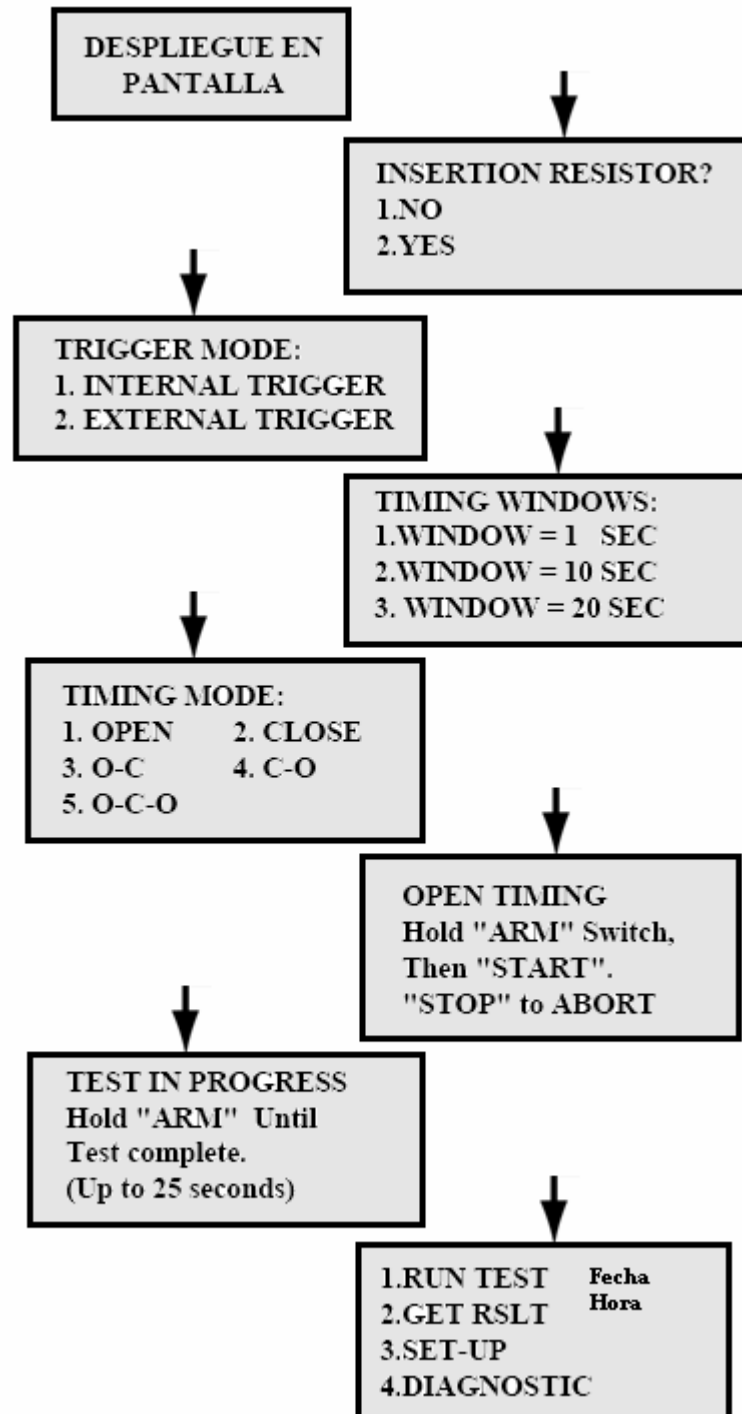 DESPLIEGUE EN
PANTALLA
INSERTION RESISTOR?
1.NO
2.YES
TRIGGER MODE:
1. INTERNAL TRIGGER
2. EXTERNAL TRIGGER
TIMING WINDOWS:
1.WINDOW = 1 SEC
2.WINDOW = 10 SEC
3. WINDOW = 20 SEC
TIMING MODE:
1. OPEN 2. CLOSE
3. O-C 4. C-O
5. O-C-O
OPEN TIMING
Hold "ARM" Switch,
Then "START".
"STOP" to ABORT
TEST IN PROGRESS
Hold "ARM" Until
Test complete.
(Up to 25 seconds)
1.RUN TEST Fecha
Hora
2.GET RSLT
3.SET-UP
4.DIAGNOSTIC